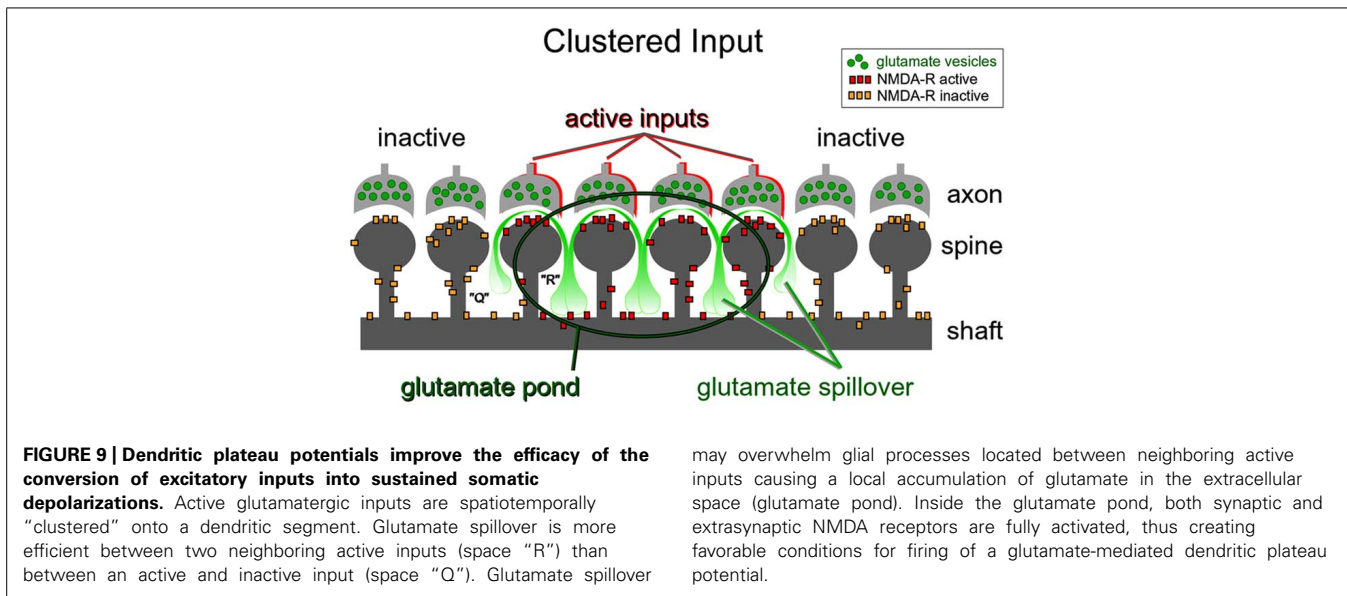 Clustered Input
glutamate vesicles
NMDA-R active
NMDA-R inactive
active inputs
inactive
inactive
axon
spine
"R"
"Q"
shaft
glutamate pond
glutamate spillover
FIGURE 9 | Dendritic plateau potentials improve the efficacy of the
conversion of excitatory inputs into sustained somatic
depolarizations. Active glutamatergic inputs are spatiotemporally
"clustered" onto a dendritic segment. Glutamate spillover is more
efficient between two neighboring active inputs (space "R") than
between an active and inactive input (space "Q"). Glutamate spillover
may overwhelm glial processes located between neighboring active
inputs causing a local accumulation of glutamate in the extracellular
space (glutamate pond). Inside the glutamate pond, both synaptic and
extrasynaptic NMDA receptors are fully activated, thus creating
favorable conditions for firing of a glutamate-mediated dendritic plateau
potential.